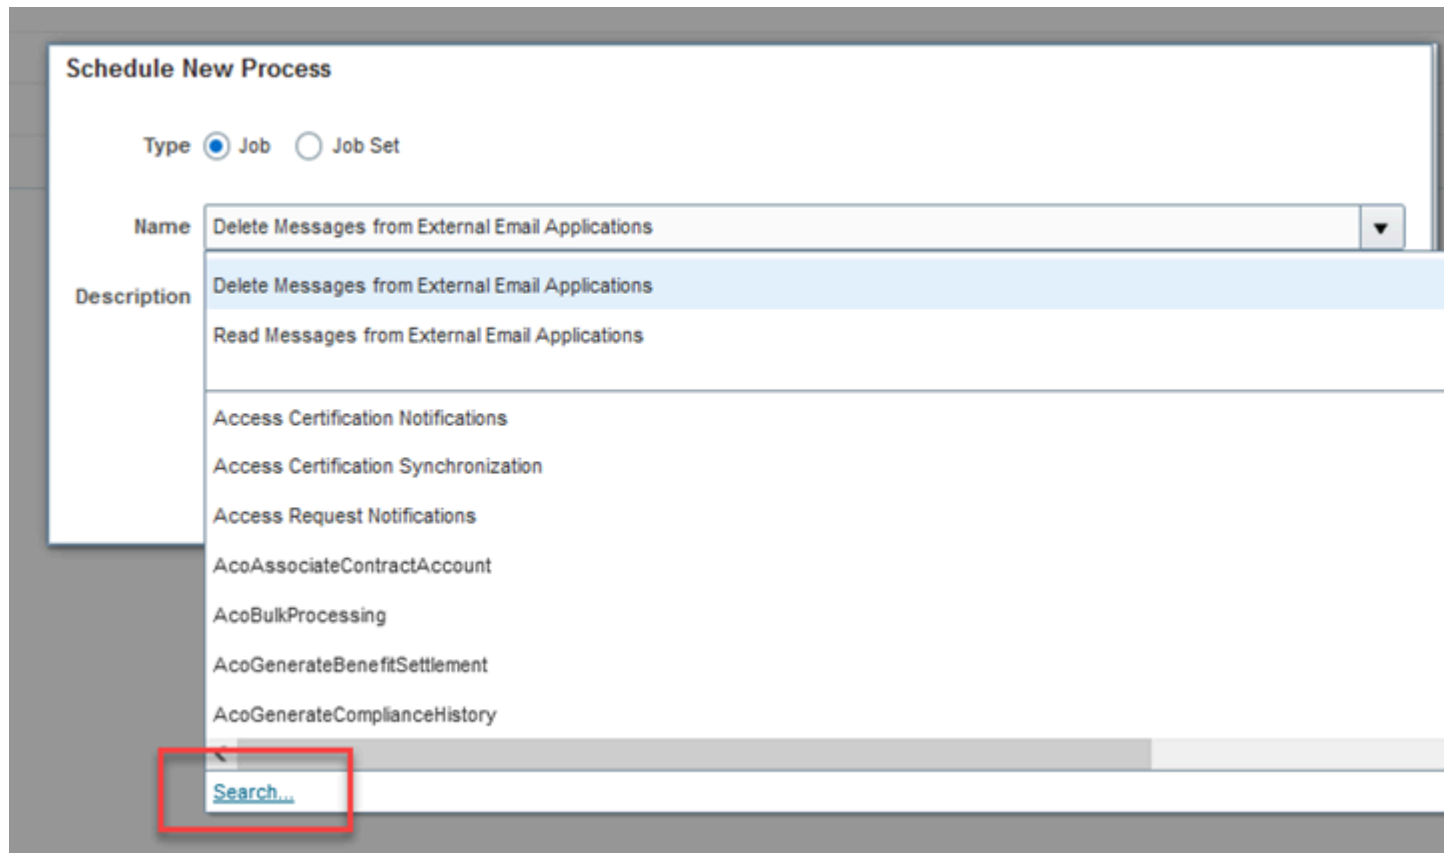 Schedule New Process
Type Job Job Set
Name Delete Messages from External Email Applications
Description Delete Messages from External Email Applications
Read Messages from External Email Applications
Access Certification Notifications
Access Certification Synchronization
Access Request Notifications
AcoAssociateContractAccount
AcoBulkProcessing
AcoGenerateBenefitSettlement
AcoGenerateComplianceHistory
Search...